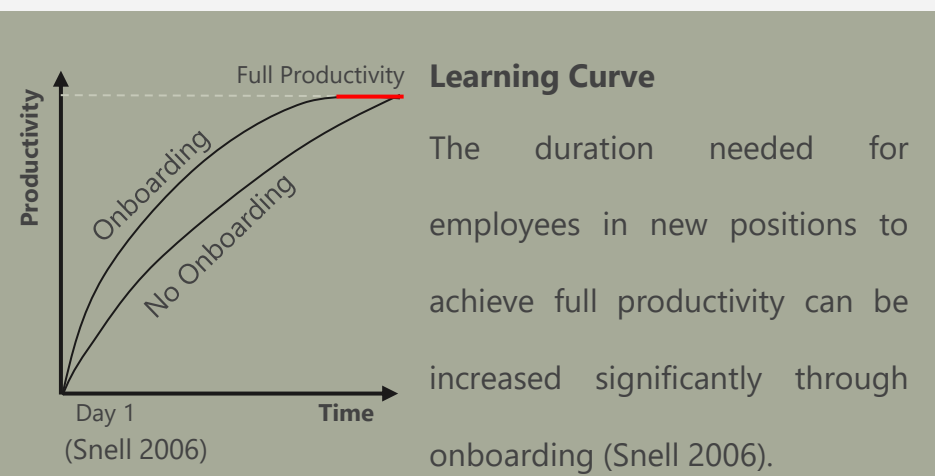 Full Productivity
Productivity
Onboarding
No Onboarding
Day 1
Time
(Snell 2006)
Learning Curve
The duration needed for
employees in new positions to
achieve full productivity can be
increased significantly through
onboarding (Snell 2006).